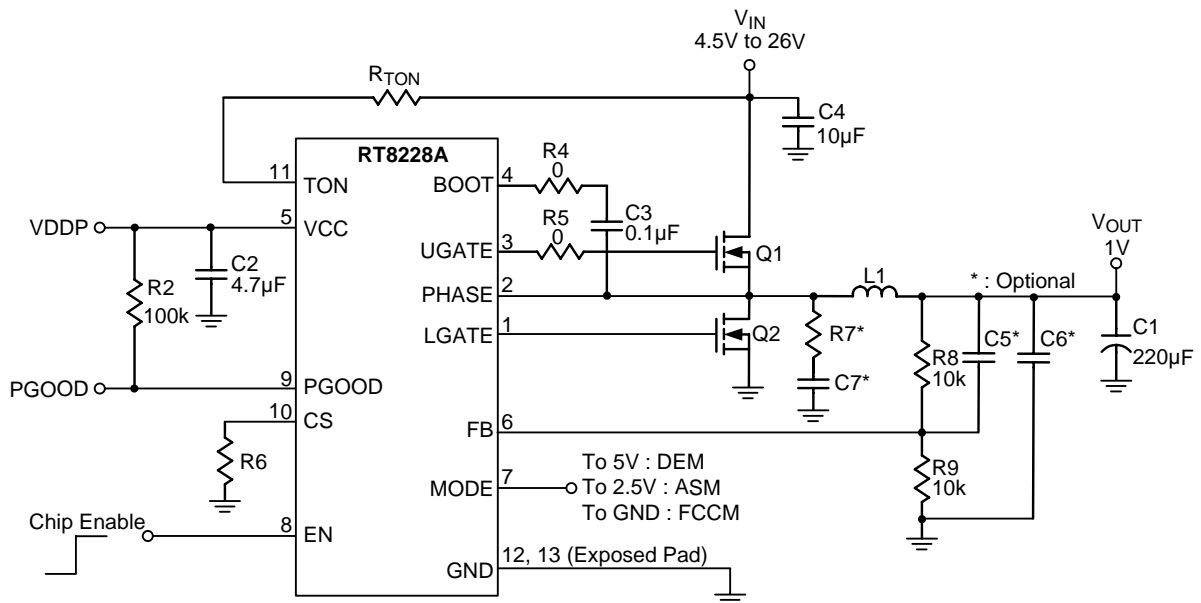 V_IN
4.5V to 26V
R_TON
C4
10µF
RT8228A
11
TON
BOOT
4
R4
0
VDDP
5
VCC
C3
0.1µF
V_OUT
1V
UGATE
3
R5
0
Q1
C2
4.7µF
R2
100k
PHASE
2
L1
* : Optional
LGATE
1
Q2
R7*
C5*
C6*
C1
220µF
R8
10k
PGOOD
9
PGOOD
C7*
10
CS
FB
6
R6
To 5V : DEM
R9
10k
MODE
7
To 2.5V : ASM
To GND : FCCM
Chip Enable
8
EN
GND
12, 13 (Exposed Pad)